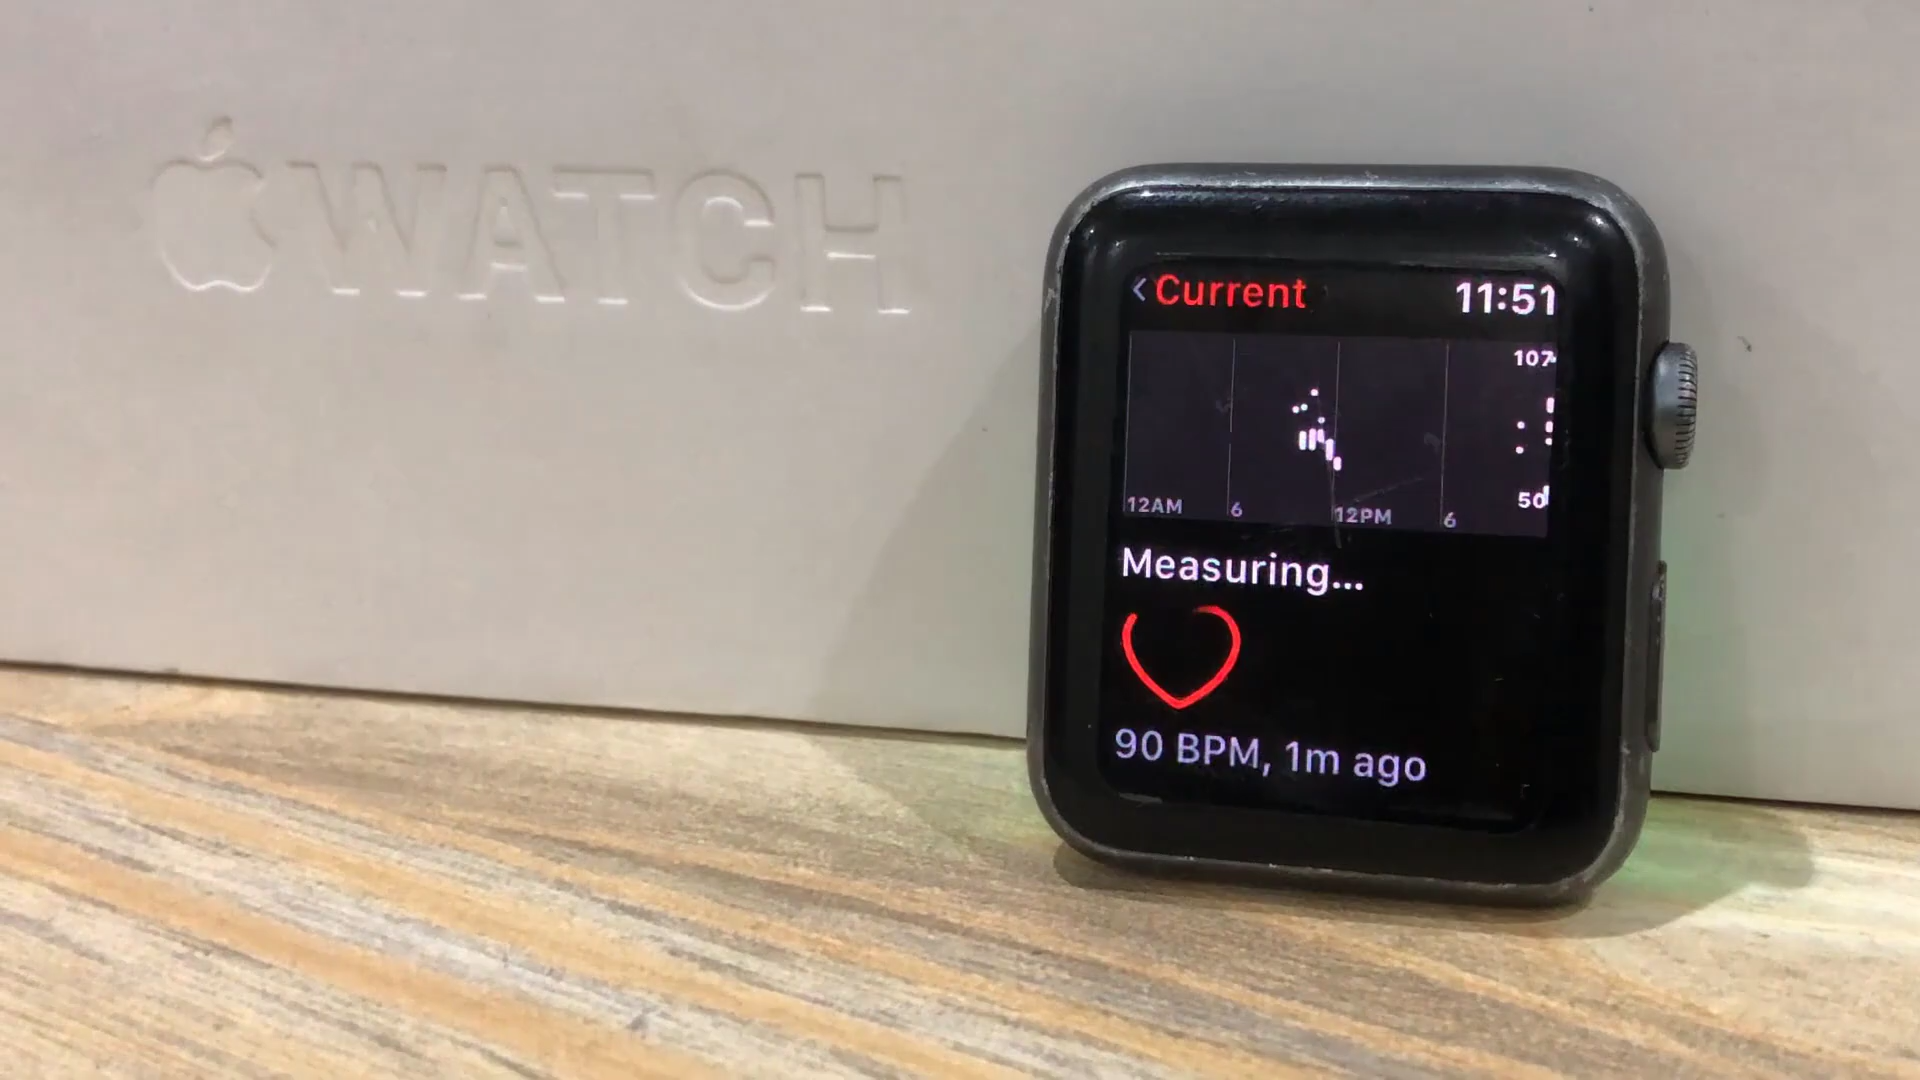 WATCH
Current 11:51
107
50
12AM 6 12PM 6
Measuring...
90 BPM, 1m ago